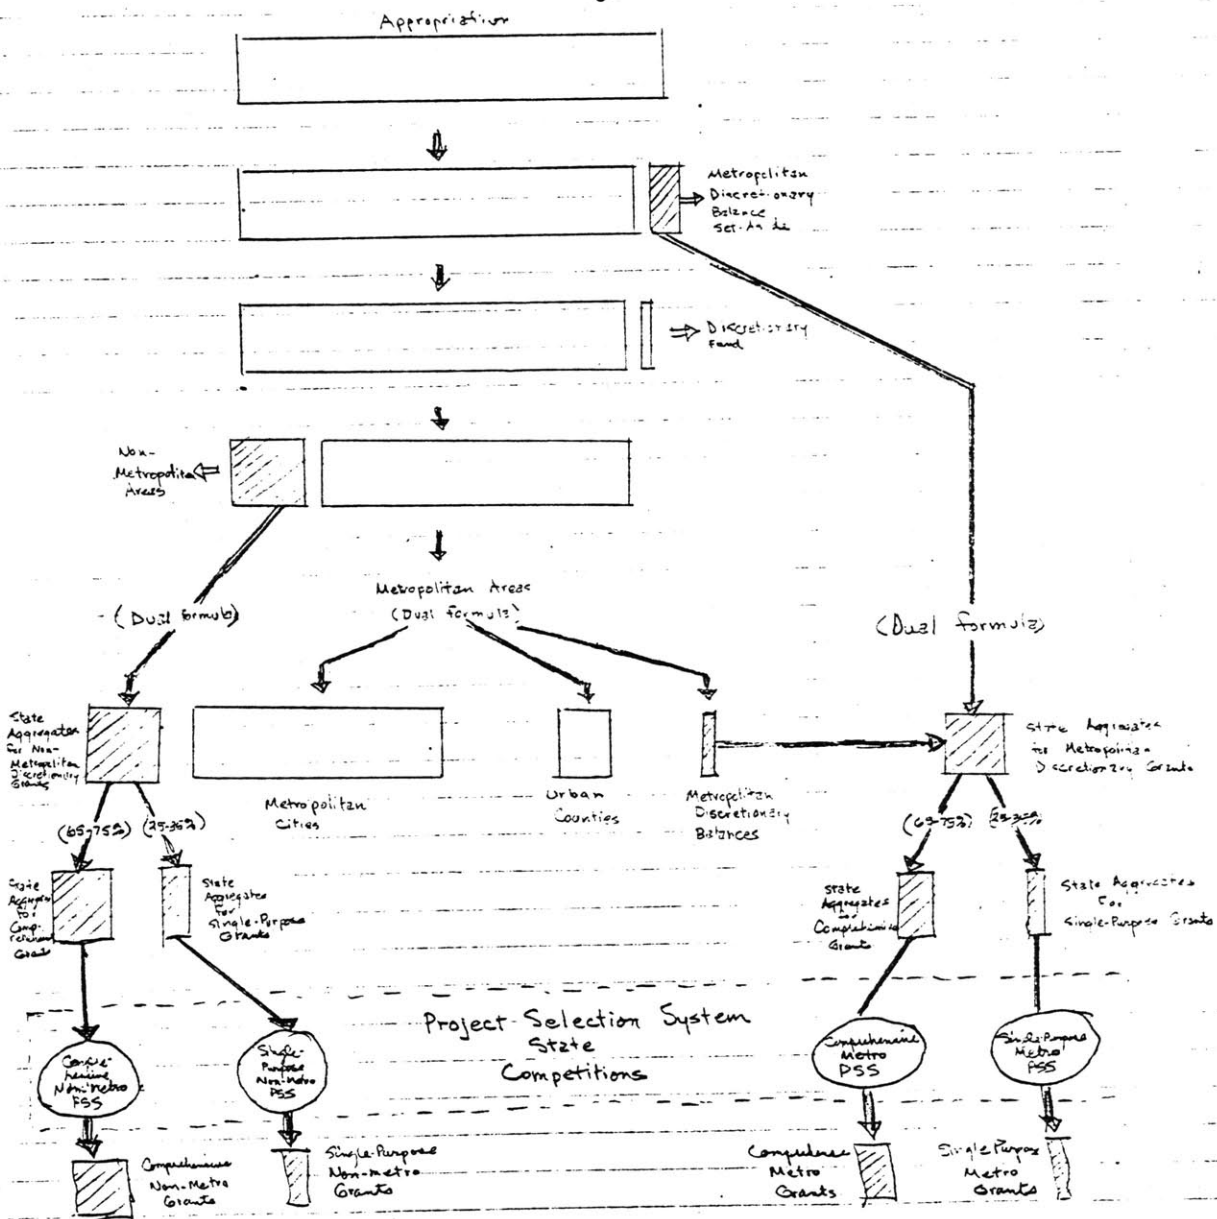 Appropriation
Metropolitan
Discretionary
Balance
Set-Aside
Discretionary
Fund
Non-
Metropolitan
Areas
Metropolitan Areas
(Dual formula)
(Dual formula)
(Dual formula)
State
Aggregates
for Non-
Metropolitan
Discretionary
Grants
Metropolitan
Cities
Urban
Counties
Metropolitan
Discretionary
Balances
State Aggregates
for Metropolitan
Discretionary Grants
(65-75%)
(25-35%)
(65-75%)
(25-35%)
State
for
Comp-
Grants
State
Aggregates
For
Single-Purpose
Grants
State
Aggregates
for
Comprehensive
Grants
State Aggregates
For
Single-Purpose Grants
Project Selection System
State
Competitions
Compre-
hensive
Non-Metro
PSS
Single-
Purpose
Non-Metro
PSS
Comprehensive
Metro
PSS
Single-Purpose
Metro
PSS
Comprehensive
Non-Metro
Grants
Single-Purpose
Non-metro
Grants
Metro
Grants
Single-Purpose
Metro
Grants